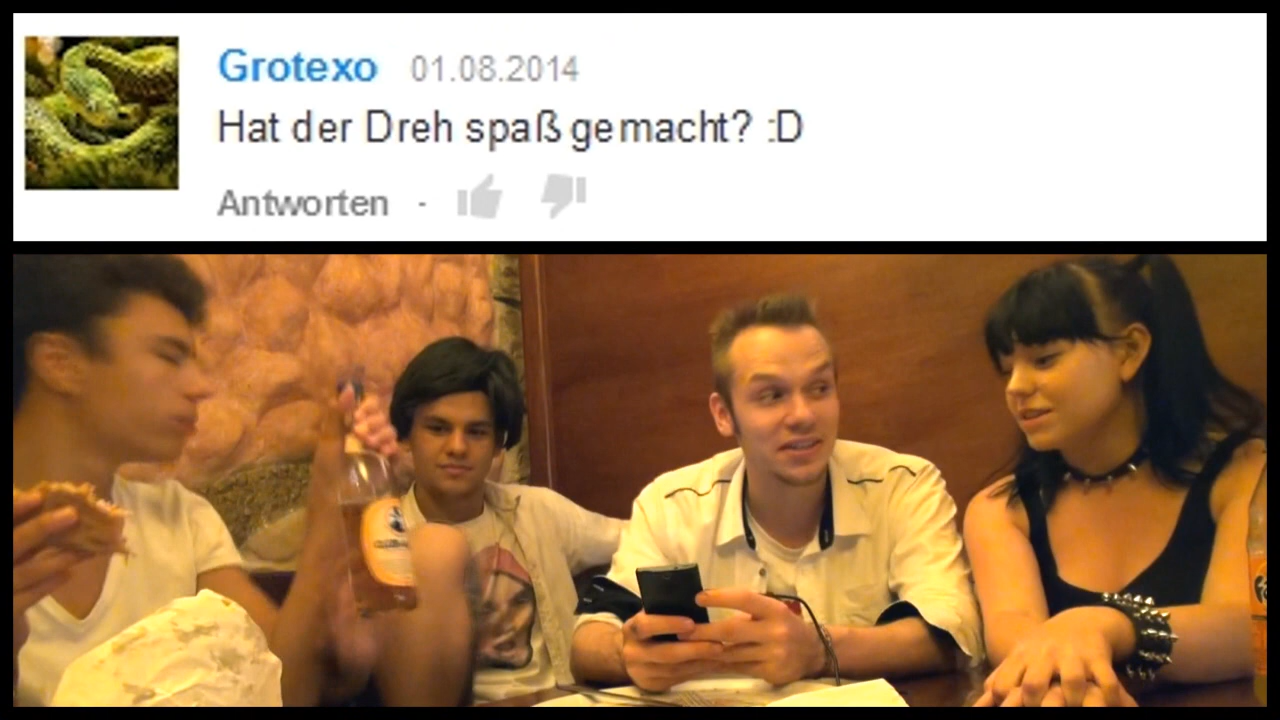 Grotexo 01.08.2014
Hat der Dreh spaß gemacht? :D
Antworten ·